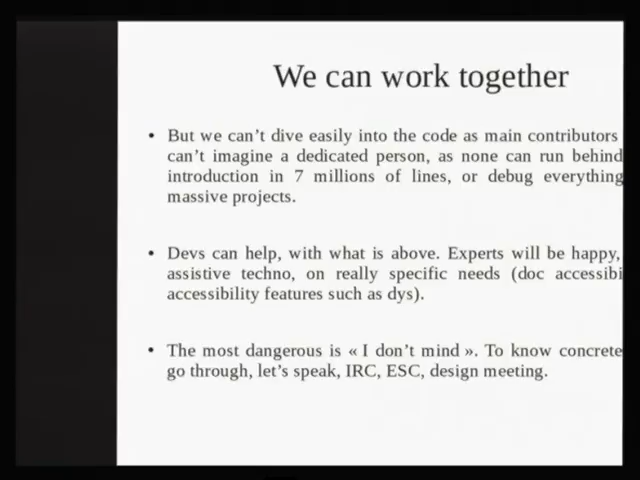 We can work together
• But we can't dive easily into the code as main contributors
can't imagine a dedicated person, as none can run behind
introduction in 7 millions of lines, or debug everything
massive projects.
• Devs can help, with what is above. Experts will be happy,
assistive techno, on really specific needs (doc accessibi
accessibility features such as dys).
• The most dangerous is « I don't mind ». To know concrete
go through, let's speak, IRC, ESC, design meeting.